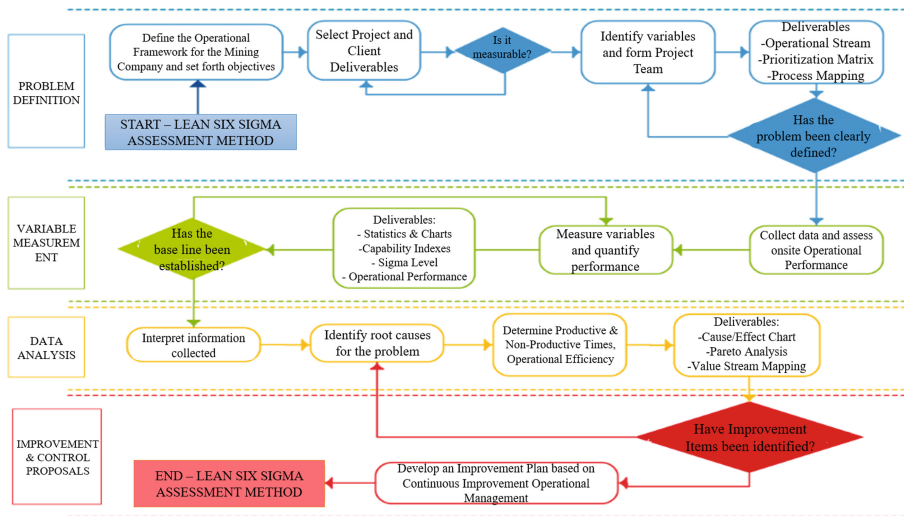 PROBLEM
DEFINITION
Define the Operational
Framework for the Mining
Company and set forth objectives
Select Project and
Client
Deliverables
Is it
measurable?
Identify variables
and form Project
Team
Deliverables
-Operational Stream
-Prioritization Matrix
-Process Mapping
START – LEAN SIX SIGMA
ASSESSMENT METHOD
Has the
problem been clearly
defined?
VARIABLE
MEASUREM
ENT
Has the
base line been
established?
Deliverables:
- Statistics & Charts
-Capability Indexes
- Sigma Level
- Operational Performance
Measure variables
and quantify
performance
Collect data and assess
onsite Operational
Performance
DATA
ANALYSIS
Interpret information
collected
Identify root causes
for the problem
Determine Productive &
Non-Productive Times,
Operational Efficiency
Deliverables:
-Cause/Effect Chart
-Pareto Analysis
-Value Stream Mapping
IMPROVEMENT
& CONTROL
PROPOSALS
Have Improvement
Items been identified?
END – LEAN SIX SIGMA
ASSESSMENT METHOD
Develop an Improvement Plan based on
Continuous Improvement Operational
Management